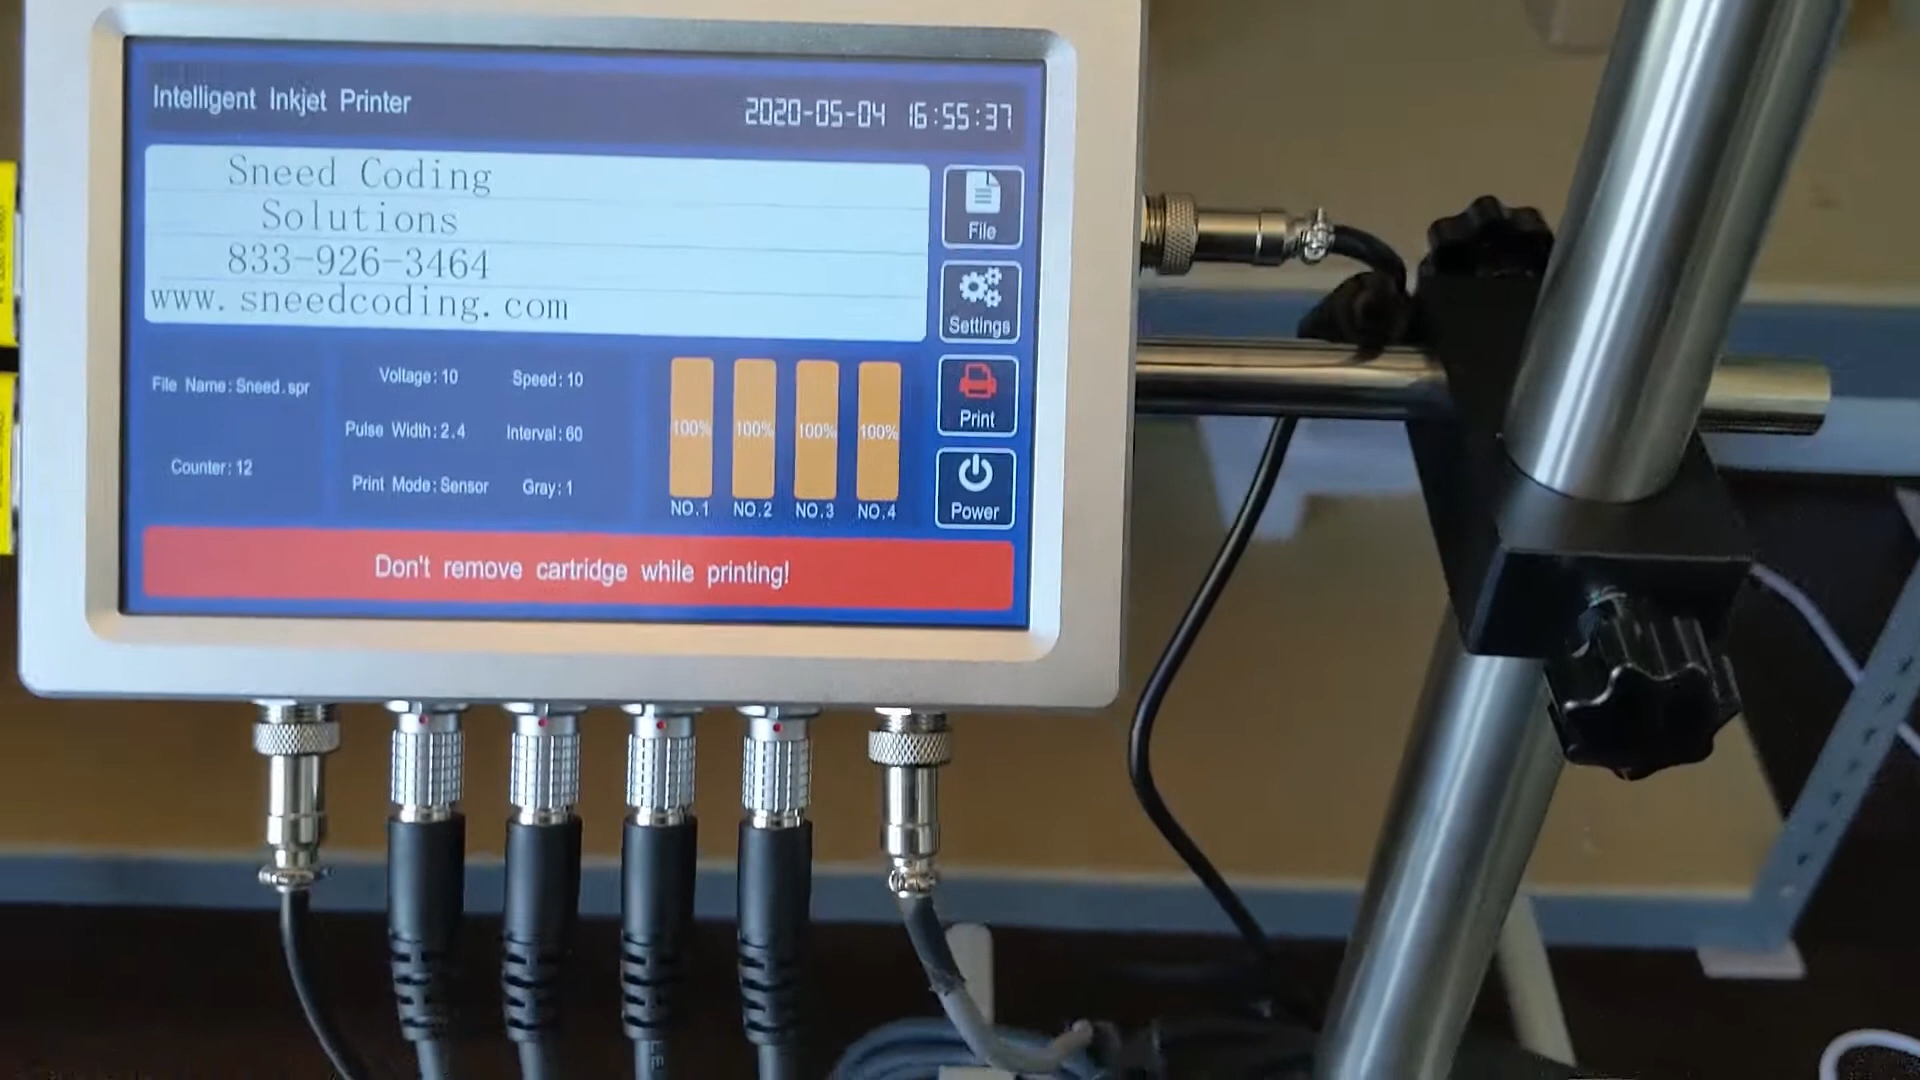 Intelligent Inkjet Printer
2020-05-04 16:55:37
Sneed Coding
Solutions
833-926-3464
www.sneedcoding.com
File
Settings
Print
Power
File Name:Sneed.spr
Counter:12
Voltage:10
Speed:10
Pulse Width:2.4
Interval:60
Print Mode:Sensor
Gray:1
100% 100% 100% 100%
NO.1 NO.2 NO.3 NO.4
Don't remove cartridge while printing!